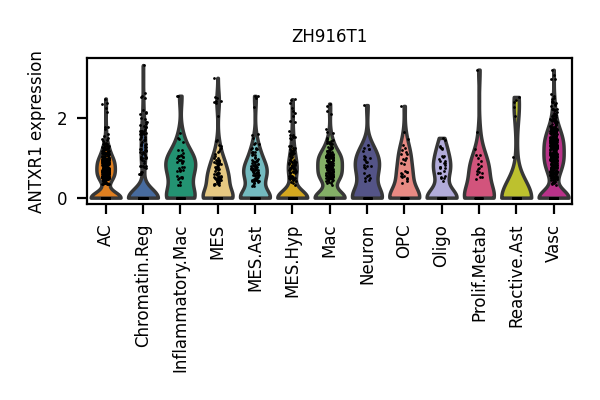 ZH916T1
ANTXR1 expression
2
0
AC
Chromatin.Reg
Inflammatory.Mac
MES
MES.Ast
MES.Hyp
Mac
Neuron
OPC
Oligo
Prolif.Metab
Reactive.Ast
Vasc